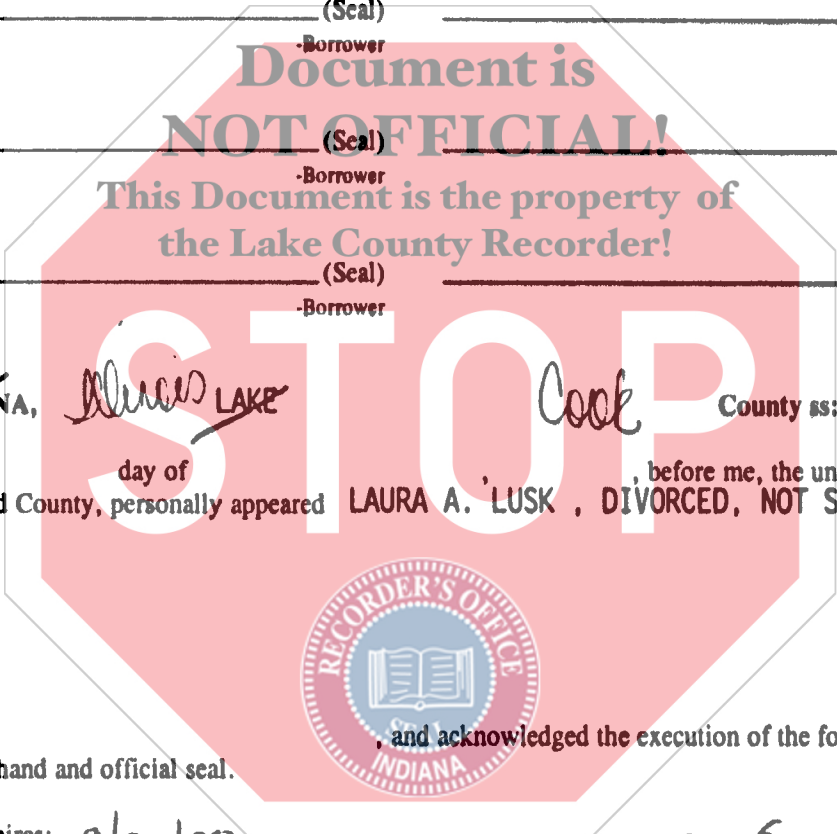 (Seal)
-Borrower
Document is
NOT OFFICIAL!
(Seal)
-Borrower
This Document is the property of
the Lake County Recorder!
(Seal)
-Borrower
STOP
NA, Illinois LAKE Cook County ss:
day of , , before me, the un
d County, personally appeared LAURA A. LUSK , DIVORCED, NOT S
RECORDER'S OFFICE
SEAL
INDIANA
, and acknowledged the execution of the fo
hand and official seal.